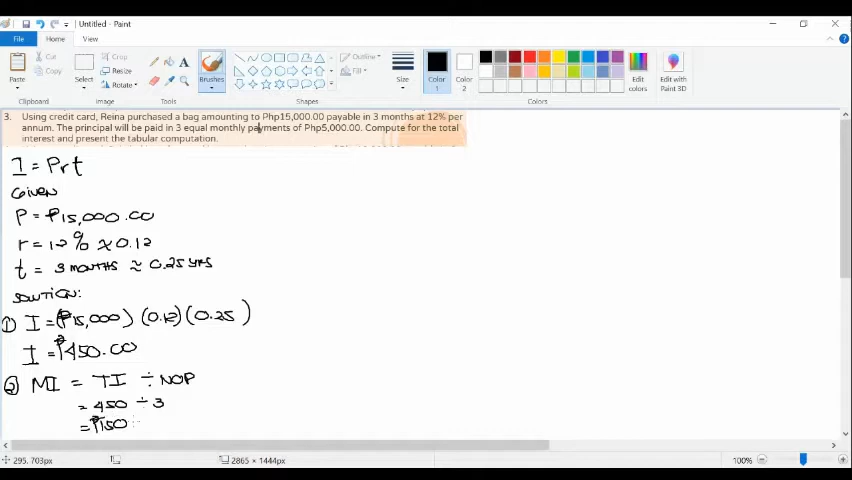 Untitled - Paint
File Home View
Paste
Cut
Copy
Clipboard
Select
Crop
Resize
Rotate
Image
Tools
Brushes
Outline
Fill
Shapes
Size
Color 1
Color 2
Edit colors
Edit with Paint 3D
Colors
3. Using credit card, Reina purchased a bag amounting to Php15,000.00 payable in 3 months at 12% per
annum. The principal will be paid in 3 equal monthly payments of Php5,000.00. Compute for the total
interest and present the tabular computation.
I = Prt
GIVEN
P = ₱15,000.00
r = 12% ≈ 0.12
t = 3 MONTHS ≈ 0.25 YRS
SOLUTION:
① I = (₱15,000) (0.12) (0.25)
I = ₱450.00
② MI = TI ÷ NOP
= 450 ÷ 3
= ₱150
295, 703px
2865 × 1444px
100%